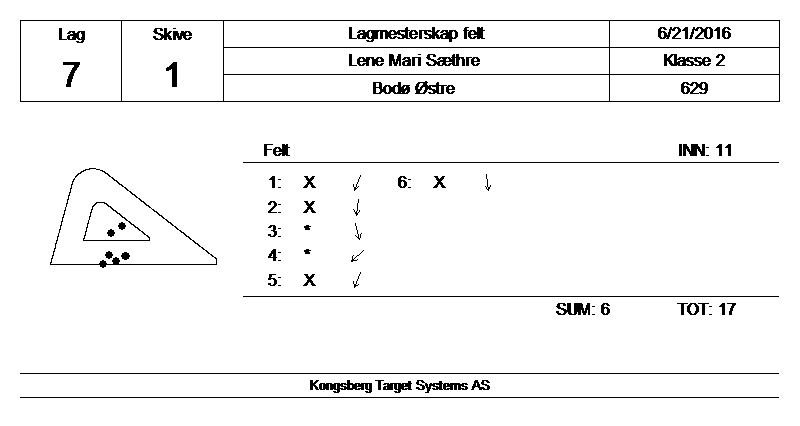 Lag Skive Lagmesterskap felt 6/21/2016
7 1 Lene Mari Sæthre Klasse 2
Bodø Østre 629
Felt INN: 11
1: X ↙ 6: X ↓
2: X ↓
3: * ↘
4: * ↙
5: X ↙
SUM: 6 TOT: 17
Kongsberg Target Systems AS